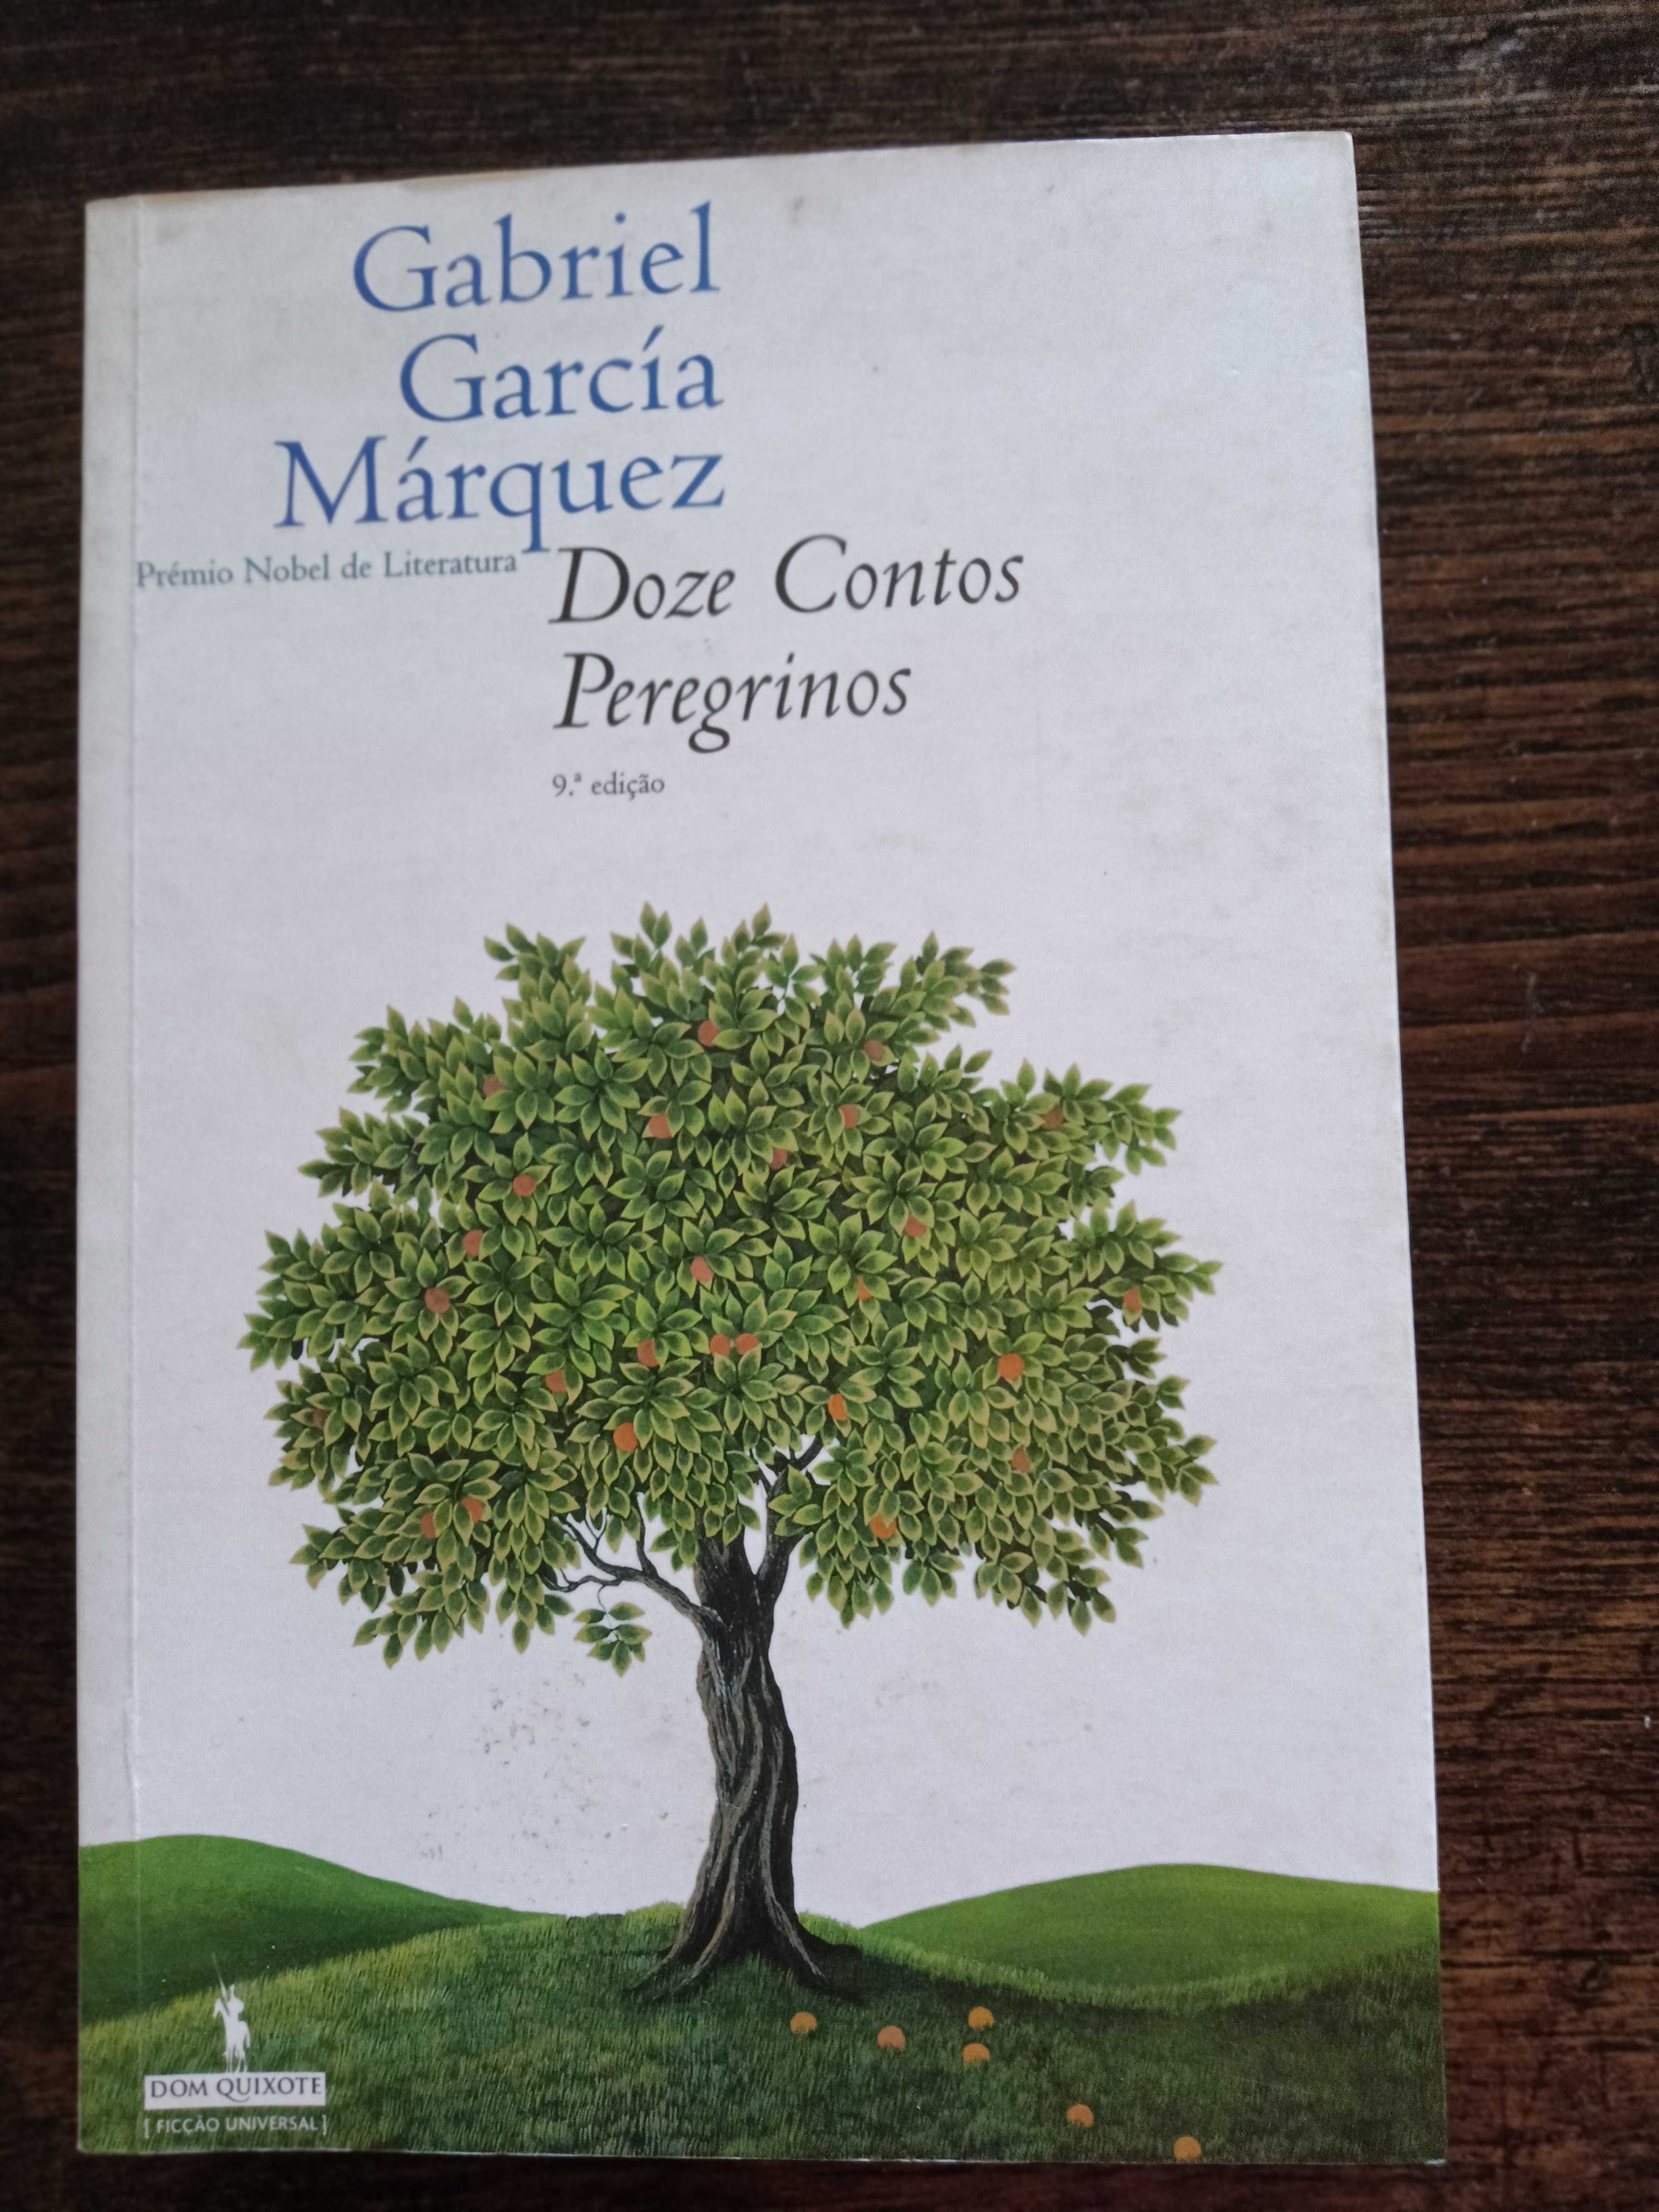 Gabriel
García
Márquez
Prémio Nobel de Literatura
Doze Contos
Peregrinos
9.ª edição
DOM QUIXOTE
[ FICÇÃO UNIVERSAL ]